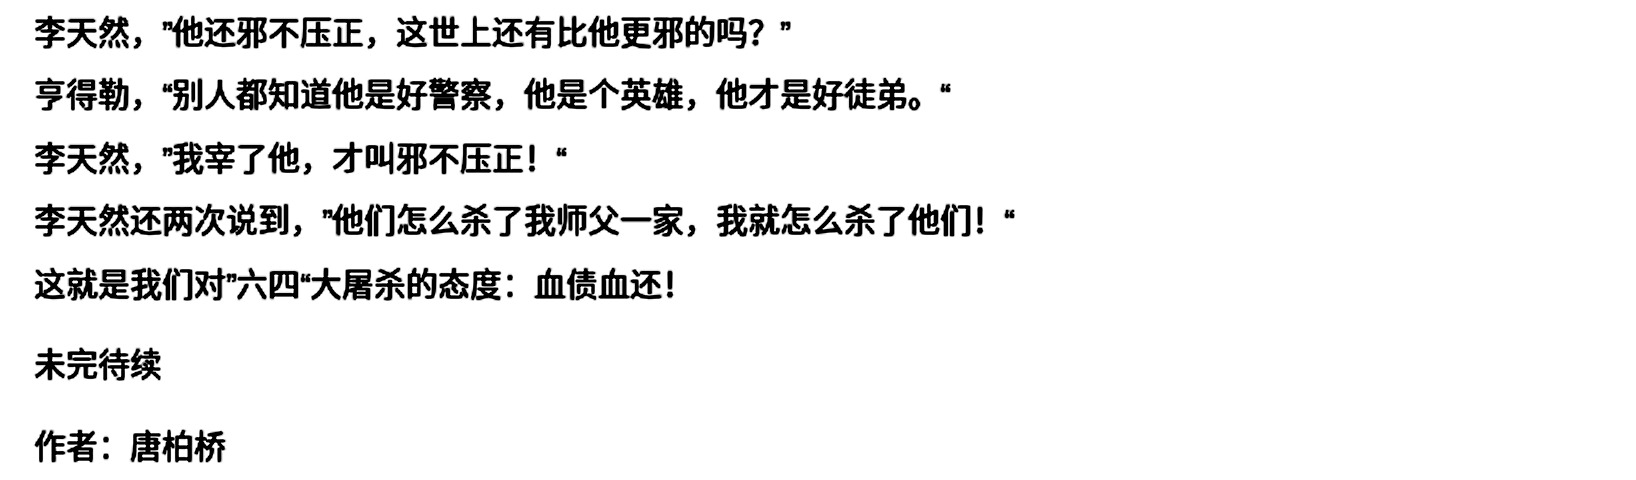 李天然，”他还邪不压正，这世上还有比他更邪的吗？”
亨得勒，“别人都知道他是好警察，他是个英雄，他才是好徒弟。“
李天然，”我宰了他，才叫邪不压正！“
李天然还两次说到，”他们怎么杀了我师父一家，我就怎么杀了他们！“
这就是我们对”六四“大屠杀的态度：血债血还！
未完待续
作者：唐柏桥